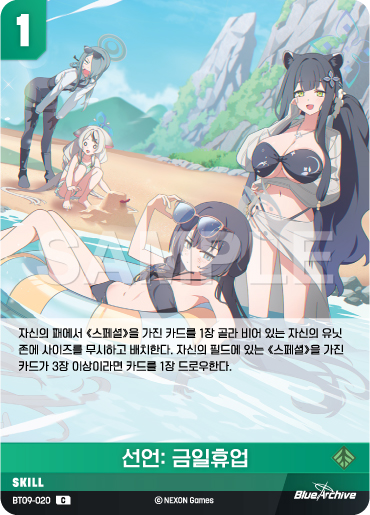 1
SAMPLE
자신의 패에서 《스페셜》을 가진 카드를 1장 골라 비어 있는 자신의 유닛
존에 사이즈를 무시하고 배치한다. 자신의 필드에 있는 《스페셜》을 가진
카드가 3장 이상이라면 카드를 1장 드로우한다.
선언: 금일휴업
SKILL
BT09-020 C
© NEXON Games
BlueArchive